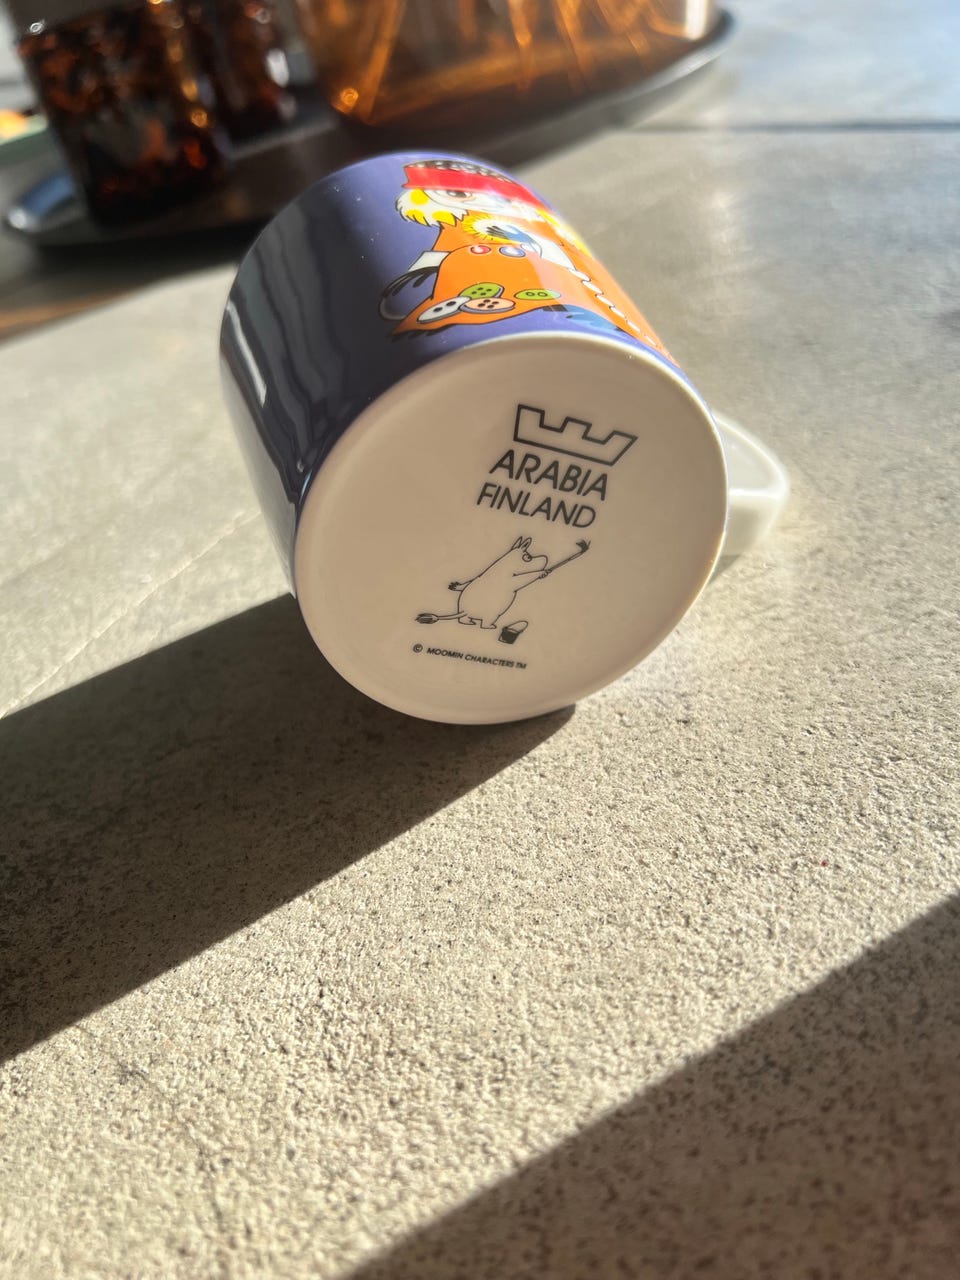 ARABIA
FINLAND
© MOOMIN CHARACTERS ™